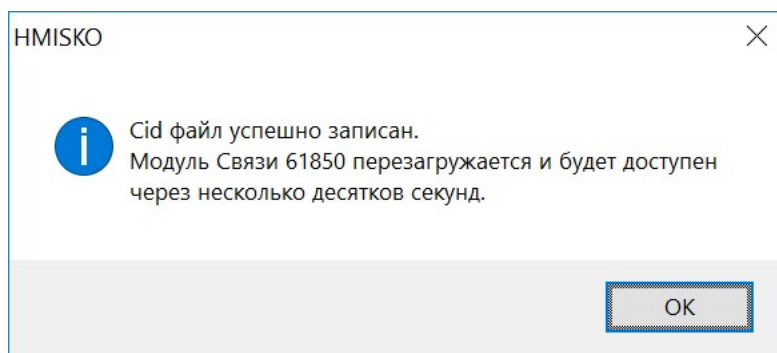 HMISKO
Cid файл успешно записан.
Модуль Связи 61850 перезагружается и будет доступен
через несколько десятков секунд.
OK